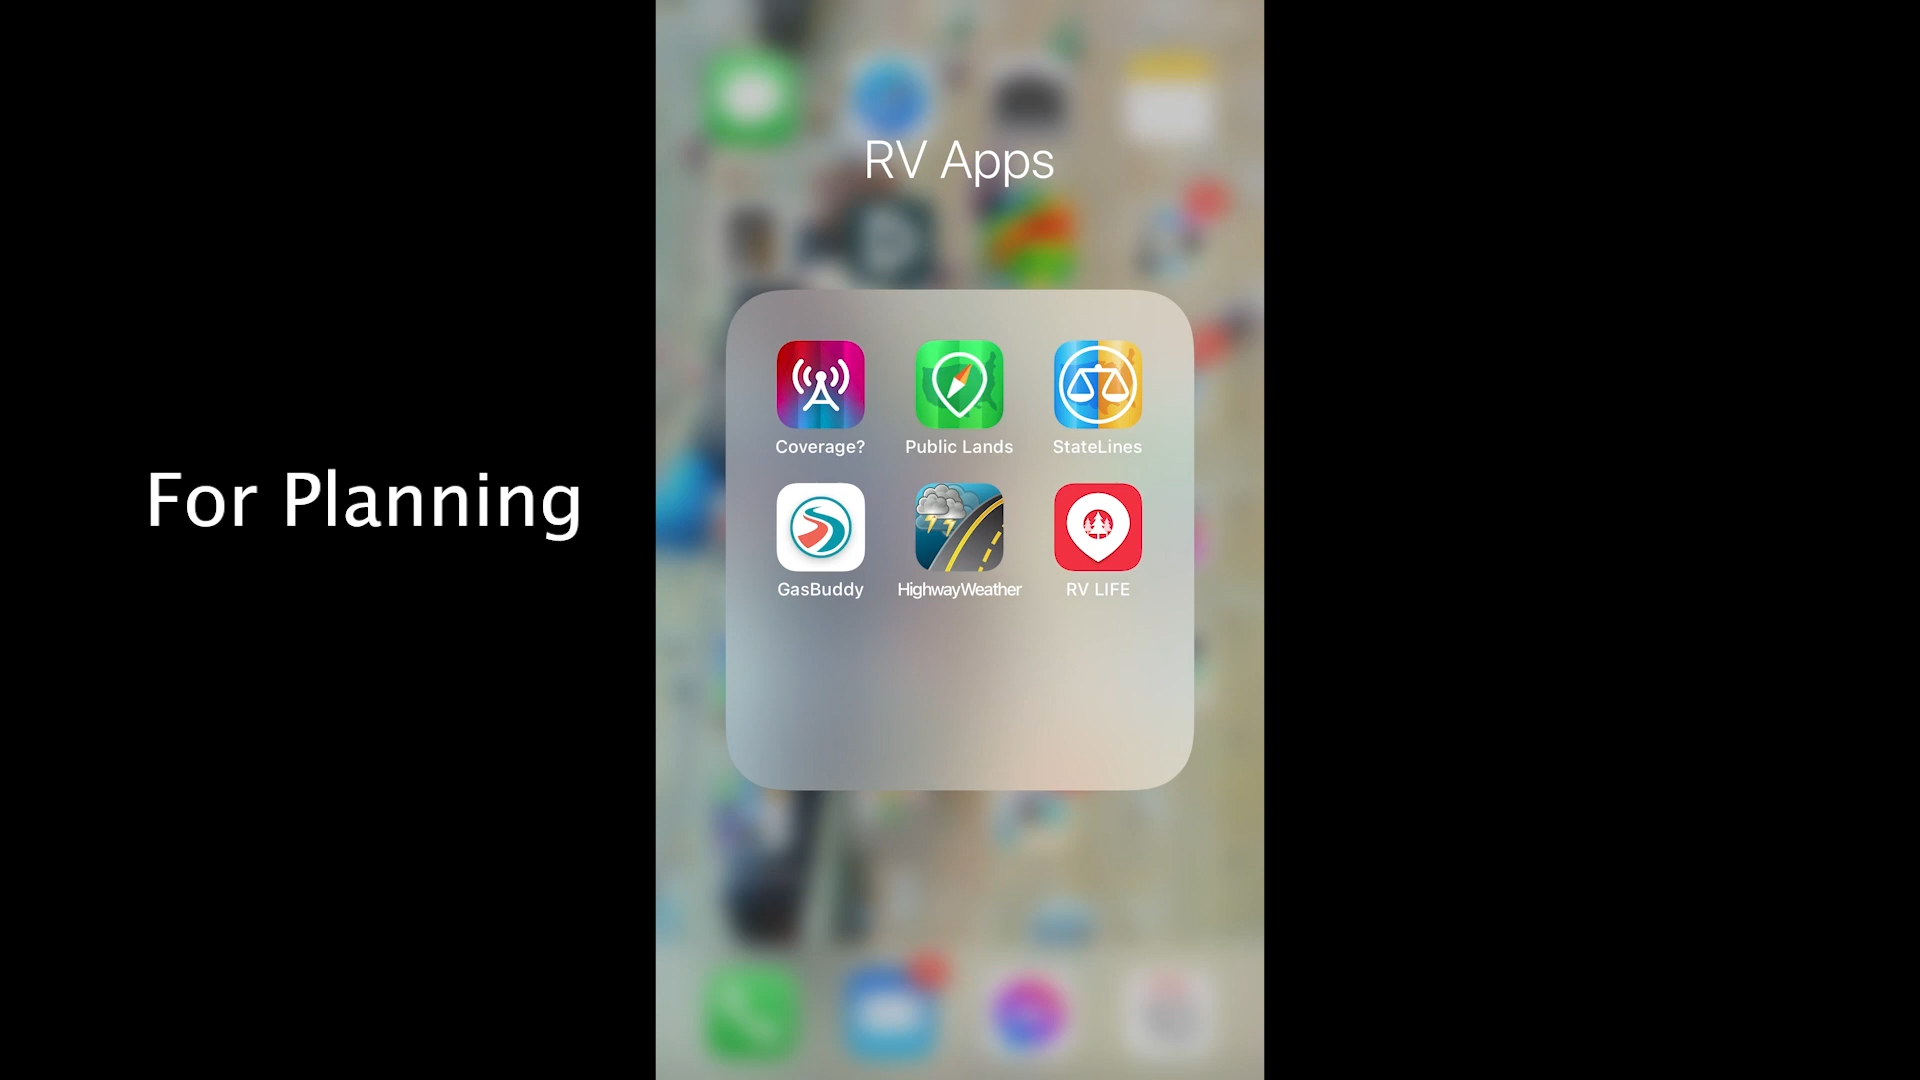 For Planning
RV Apps
Coverage?
Public Lands
StateLines
GasBuddy
HighwayWeather
RV LIFE